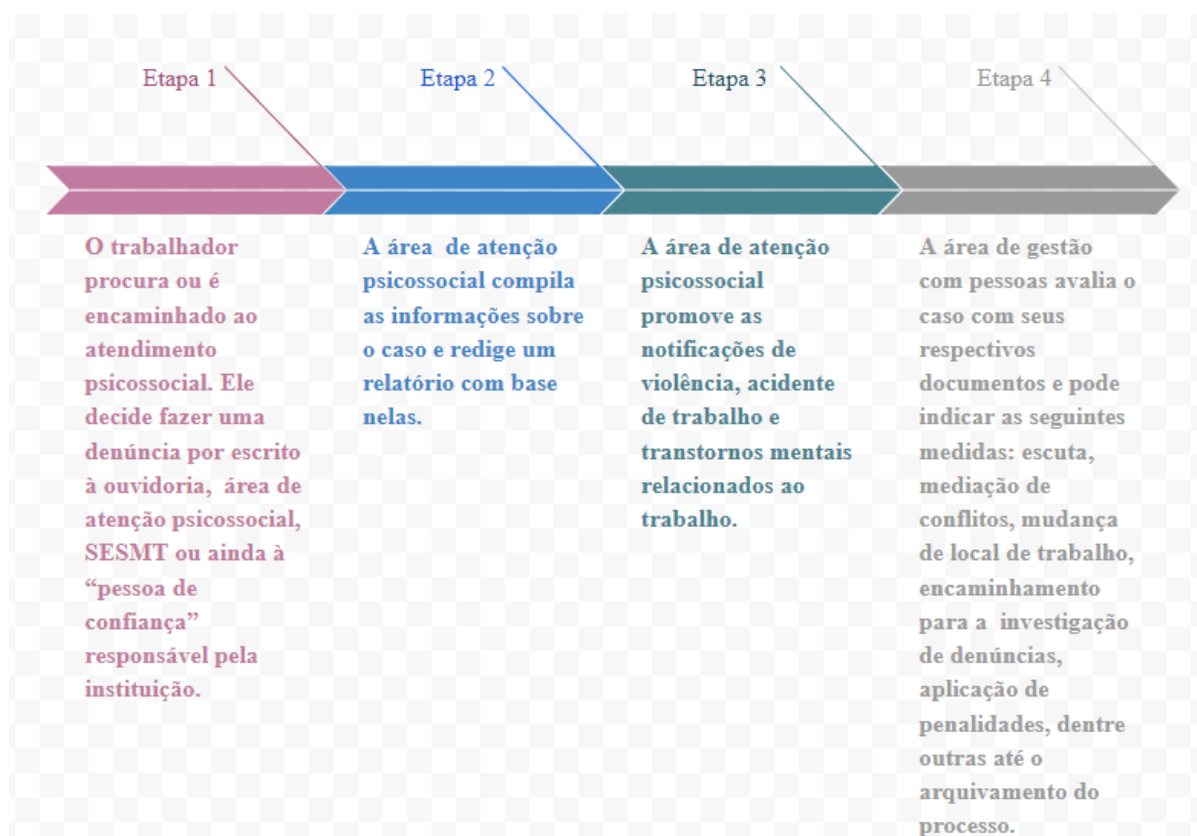 Etapa 1
O trabalhador
procura ou é
encaminhado ao
atendimento
psicossocial. Ele
decide fazer uma
denúncia por escrito
à ouvidoria, área de
atenção psicossocial,
SESMT ou ainda à
“pessoa de
confiança”
responsável pela
instituição.
Etapa 2
A área de atenção
psicossocial compila
as informações sobre
o caso e redige um
relatório com base
nelas.
Etapa 3
A área de atenção
psicossocial
promove as
notificações de
violência, acidente
de trabalho e
transtornos mentais
relacionados ao
trabalho.
Etapa 4
A área de gestão
com pessoas avalia o
caso com seus
respectivos
documentos e pode
indicar as seguintes
medidas: escuta,
mediação de
conflitos, mudança
de local de trabalho,
encaminhamento
para a investigação
de denúncias,
aplicação de
penalidades, dentre
outras até o
arquivamento do
processo.